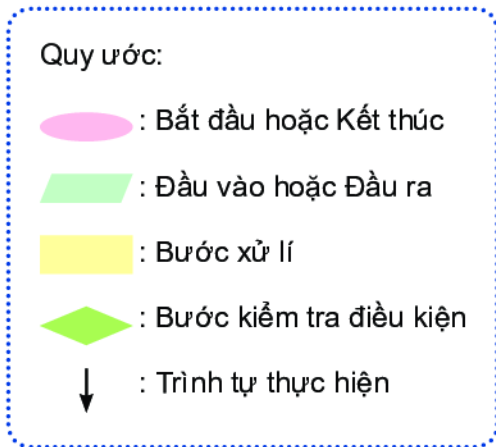 Quy ước:
: Bắt đầu hoặc Kết thúc
: Đầu vào hoặc Đầu ra
: Bước xử lí
: Bước kiểm tra điều kiện
: Trình tự thực hiện